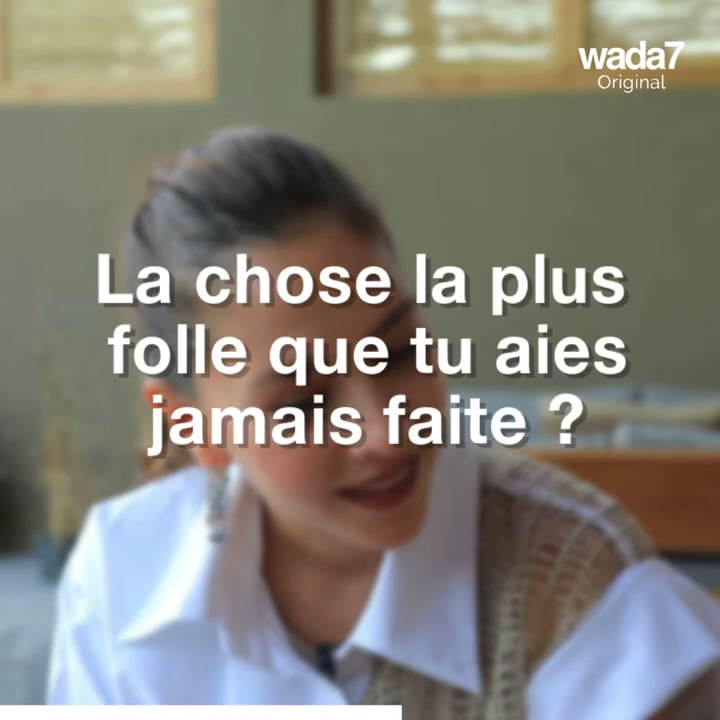 wada7
Original
La chose la plus
folle que tu aies
jamais faite ?